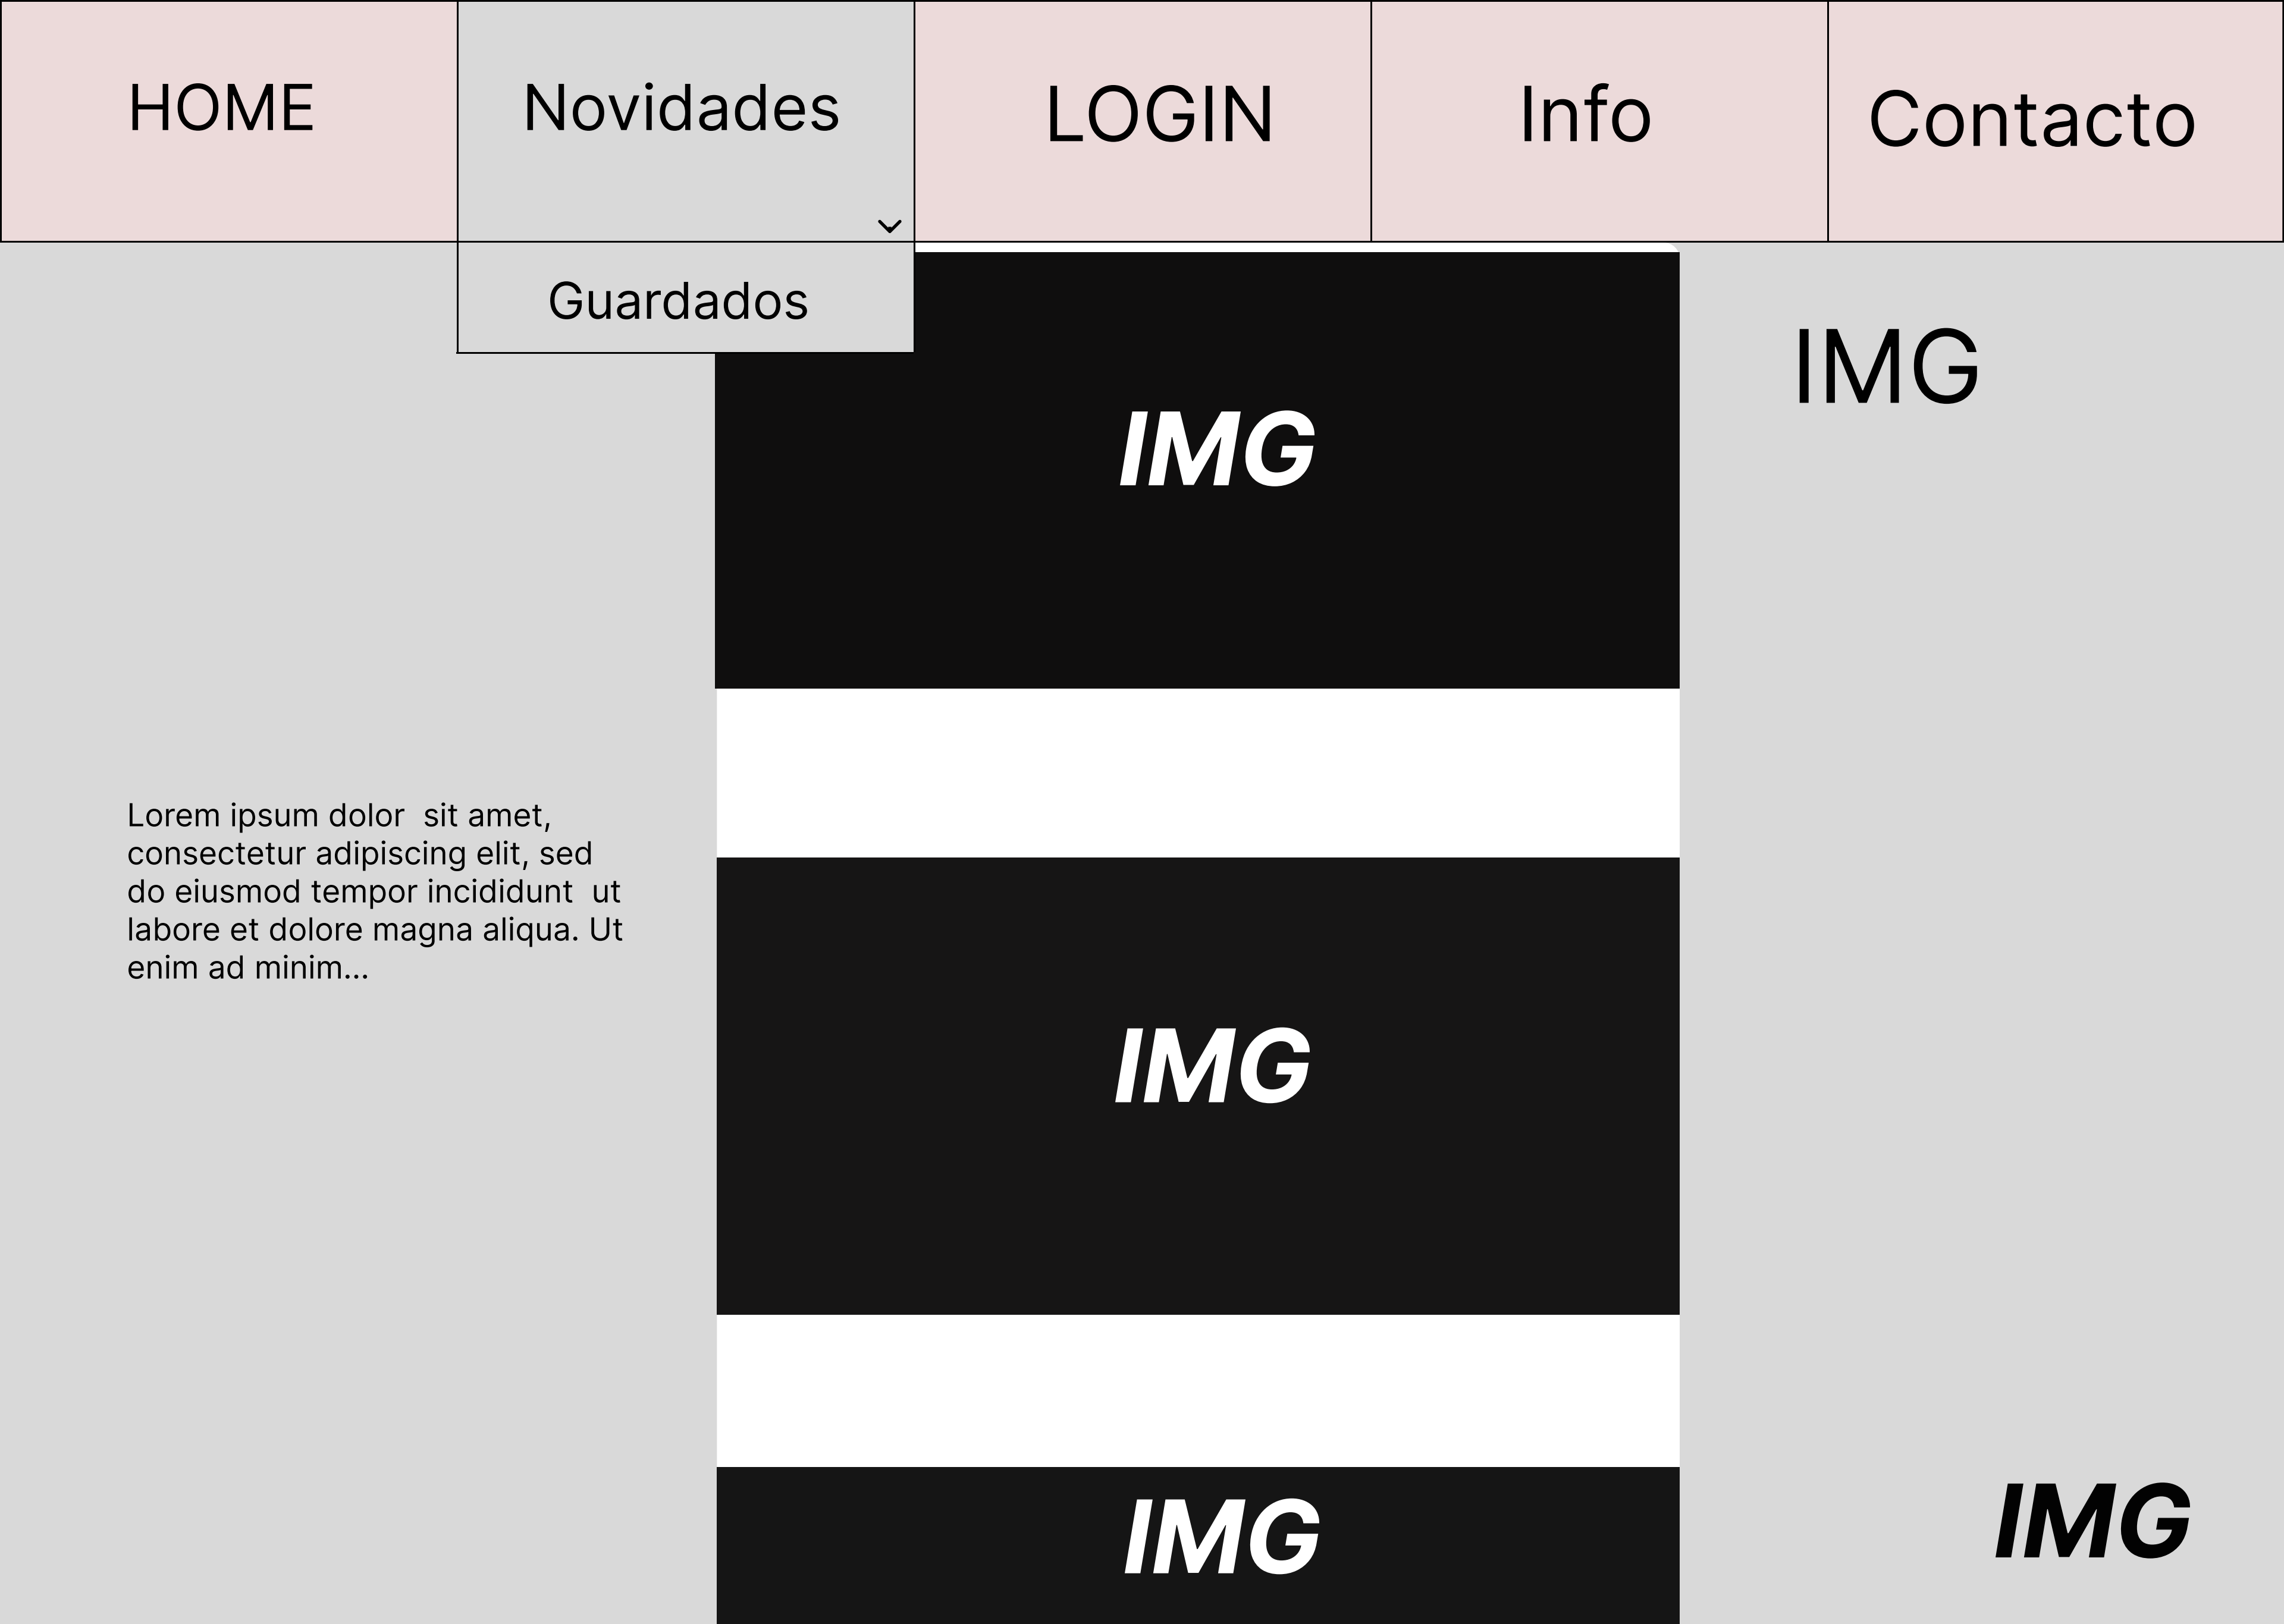 HOME
Novidades
LOGIN
Info
Contacto
Guardados
IMG
IMG
Lorem ipsum dolor  sit amet,
consectetur adipiscing elit, sed
do eiusmod tempor incididunt  ut
labore et dolore magna aliqua. Ut
enim ad minim...
IMG
IMG
IMG